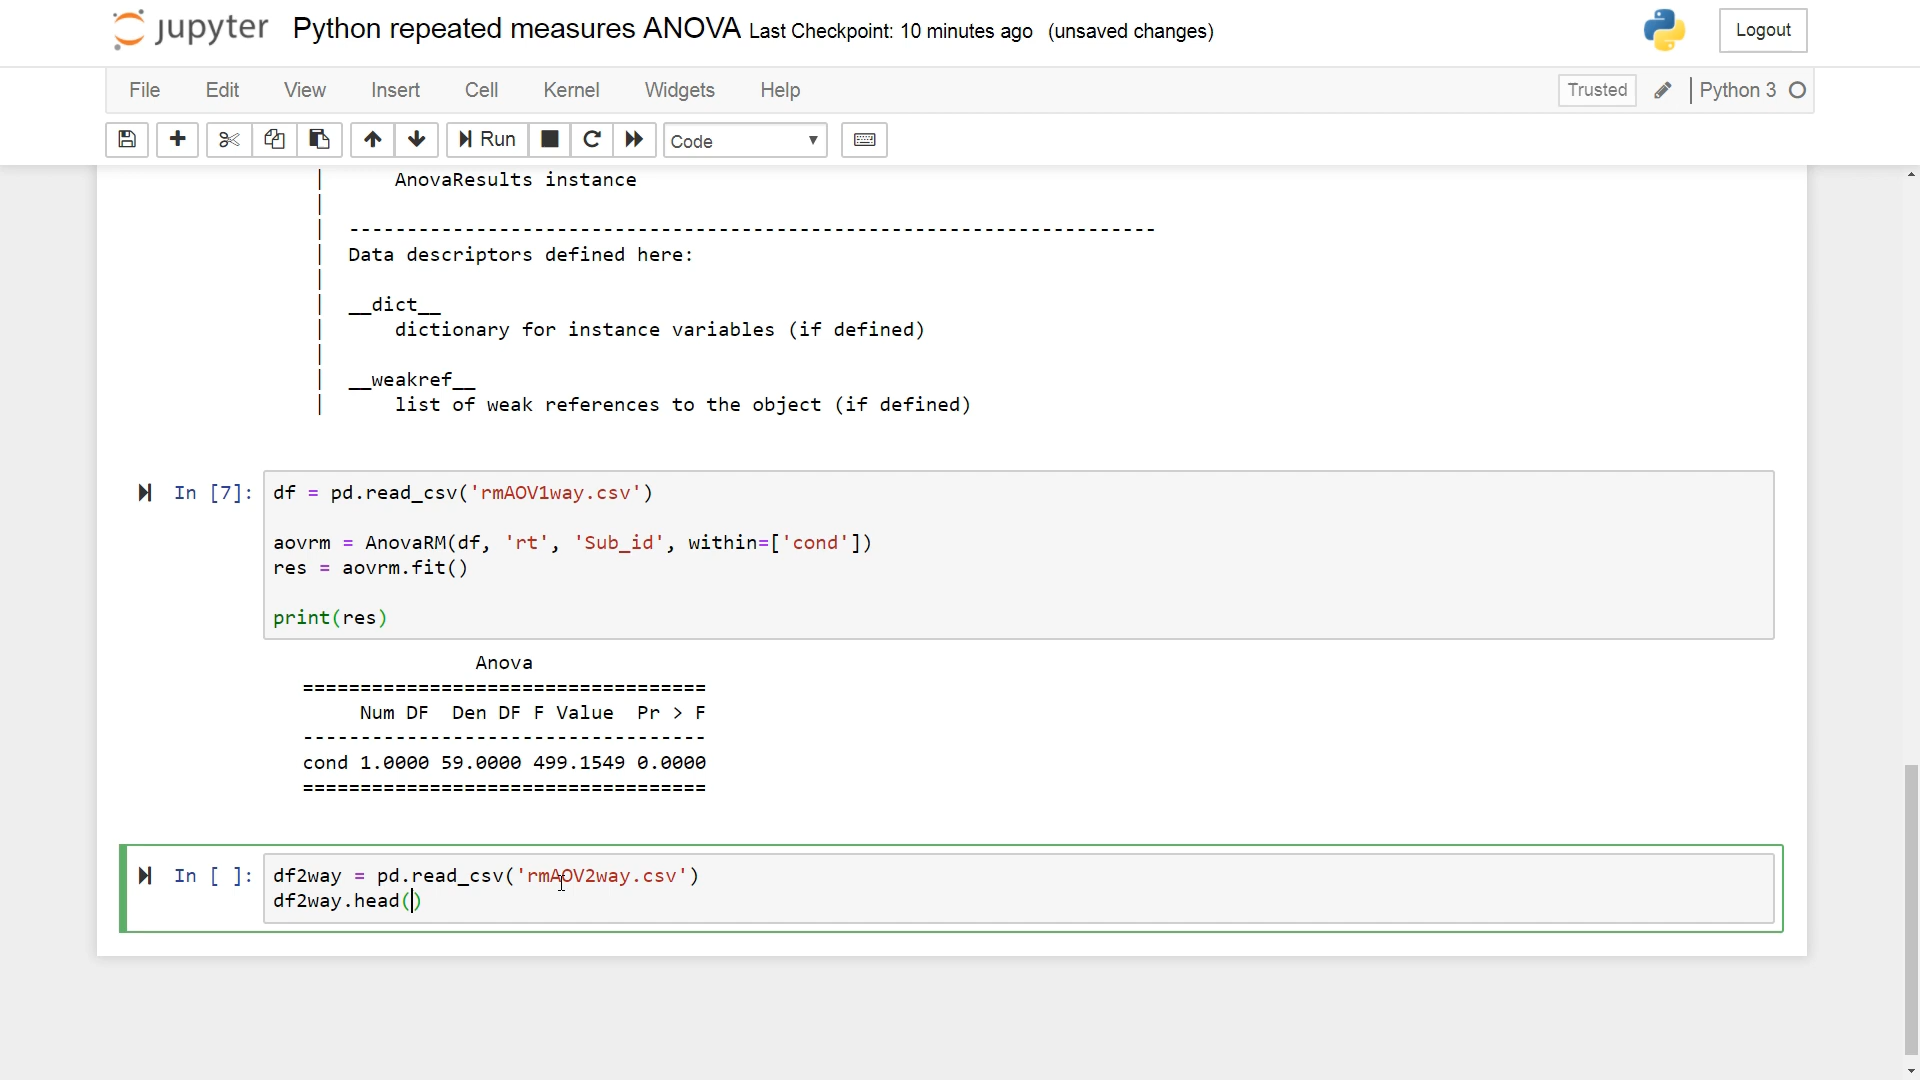 jupyter Python repeated measures ANOVA Last Checkpoint: 10 minutes ago (unsaved changes) Logout
File Edit View Insert Cell Kernel Widgets Help Trusted Python 3
Run Code
| AnovaResults instance
|
| ----------------------------------------------------------------------
| Data descriptors defined here:
|
| __dict__
| dictionary for instance variables (if defined)
|
| __weakref__
| list of weak references to the object (if defined)
In [7]: df = pd.read_csv('rmAOV1way.csv')
aovrm = AnovaRM(df, 'rt', 'Sub_id', within=['cond'])
res = aovrm.fit()
print(res)
Anova
===================================
Num DF Den DF F Value Pr > F
-----------------------------------
cond 1.0000 59.0000 499.1549 0.0000
===================================
In [ ]: df2way = pd.read_csv('rmAOV2way.csv')
df2way.head()